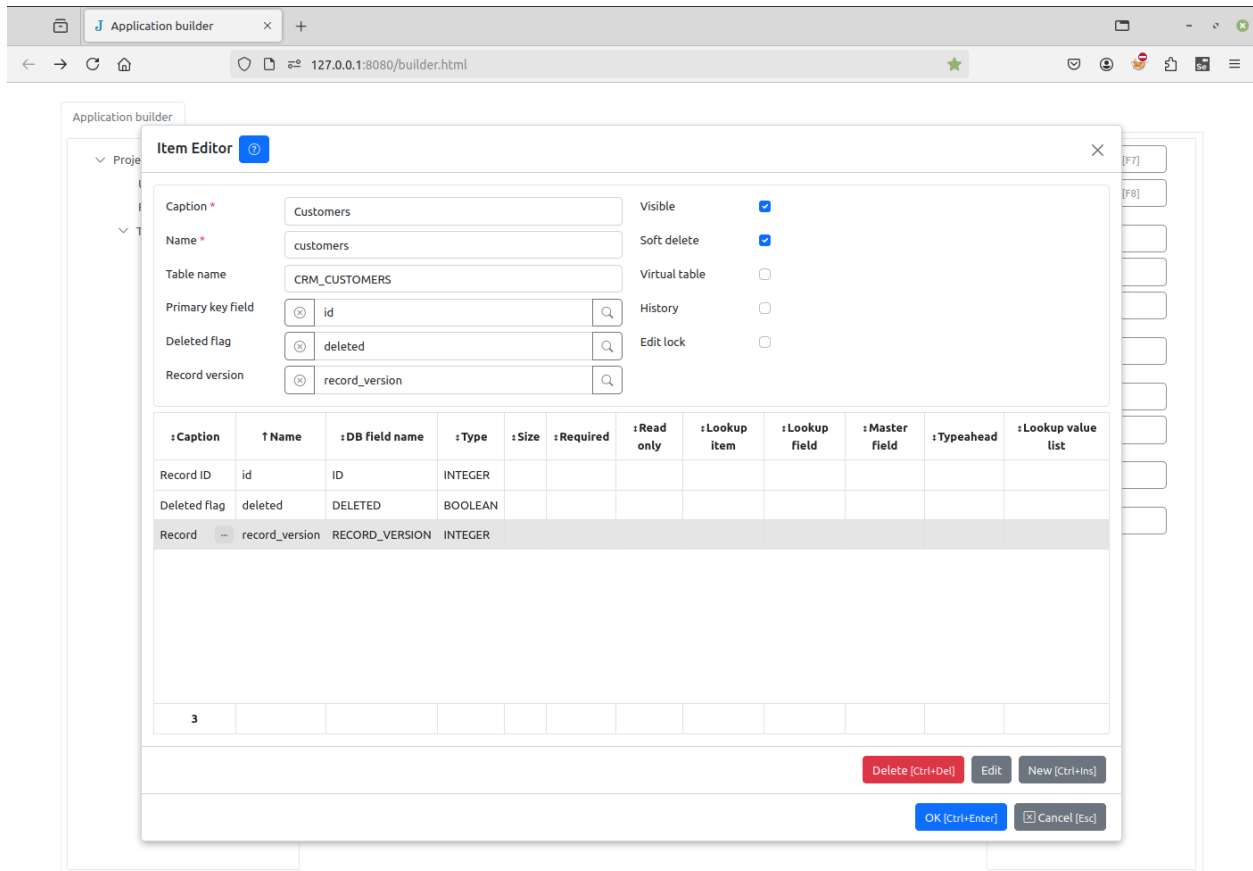 Application builder
127.0.0.1:8080/builder.html
Se
Application builder
Item Editor
Proje
[F7]
[F8]
Caption *
Customers
Visible
Name *
customers
Soft delete
Table name
CRM_CUSTOMERS
Virtual table
Primary key field
id
History
Deleted flag
deleted
Edit lock
Record version
record_version
Caption Name DB field name Type Size Required Read only Lookup item Lookup field Master field Typeahead Lookup value list
Record ID id ID INTEGER
Deleted flag deleted DELETED BOOLEAN
Record ... record_version RECORD_VERSION INTEGER
3
Delete [Ctrl+Del] Edit New [Ctrl+Ins]
OK [Ctrl+Enter] Cancel [Esc]